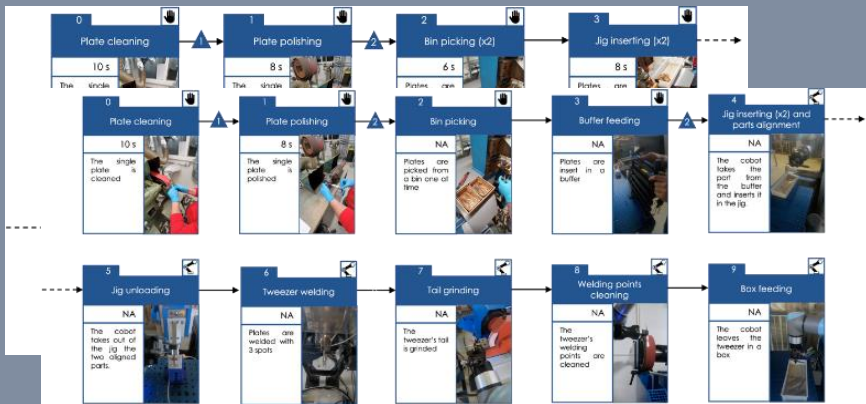 0
Plate cleaning
10 s
The single
1
1
Plate polishing
8 s
The single
2
2
Bin picking (x2)
6 s
Plates are
3
Jig inserting (x2)
8 s
Plates are
0
Plate cleaning
10 s
The single
plate is
cleaned
1
1
Plate polishing
8 s
The single
plate is
polished
2
2
Bin picking
NA
Plates are
picked from
a bin one at
time
3
Buffer feeding
NA
Plates are
insert in a
buffer
2
4
Jig inserting (x2) and
parts alignment
NA
The cobot
takes the
part from
the buffer
and inserts it
in the jig.
5
Jig unloading
NA
The cobot
takes out of
the jig the
two aligned
parts.
6
Tweezer welding
NA
Plates are
welded with
3 spots
7
Tail grinding
NA
The
tweezer's tail
is grinded
8
Welding points
cleaning
NA
The
tweezer's
welding
points are
cleaned
9
Box feeding
NA
The cobot
leaves the
tweezer in a
box